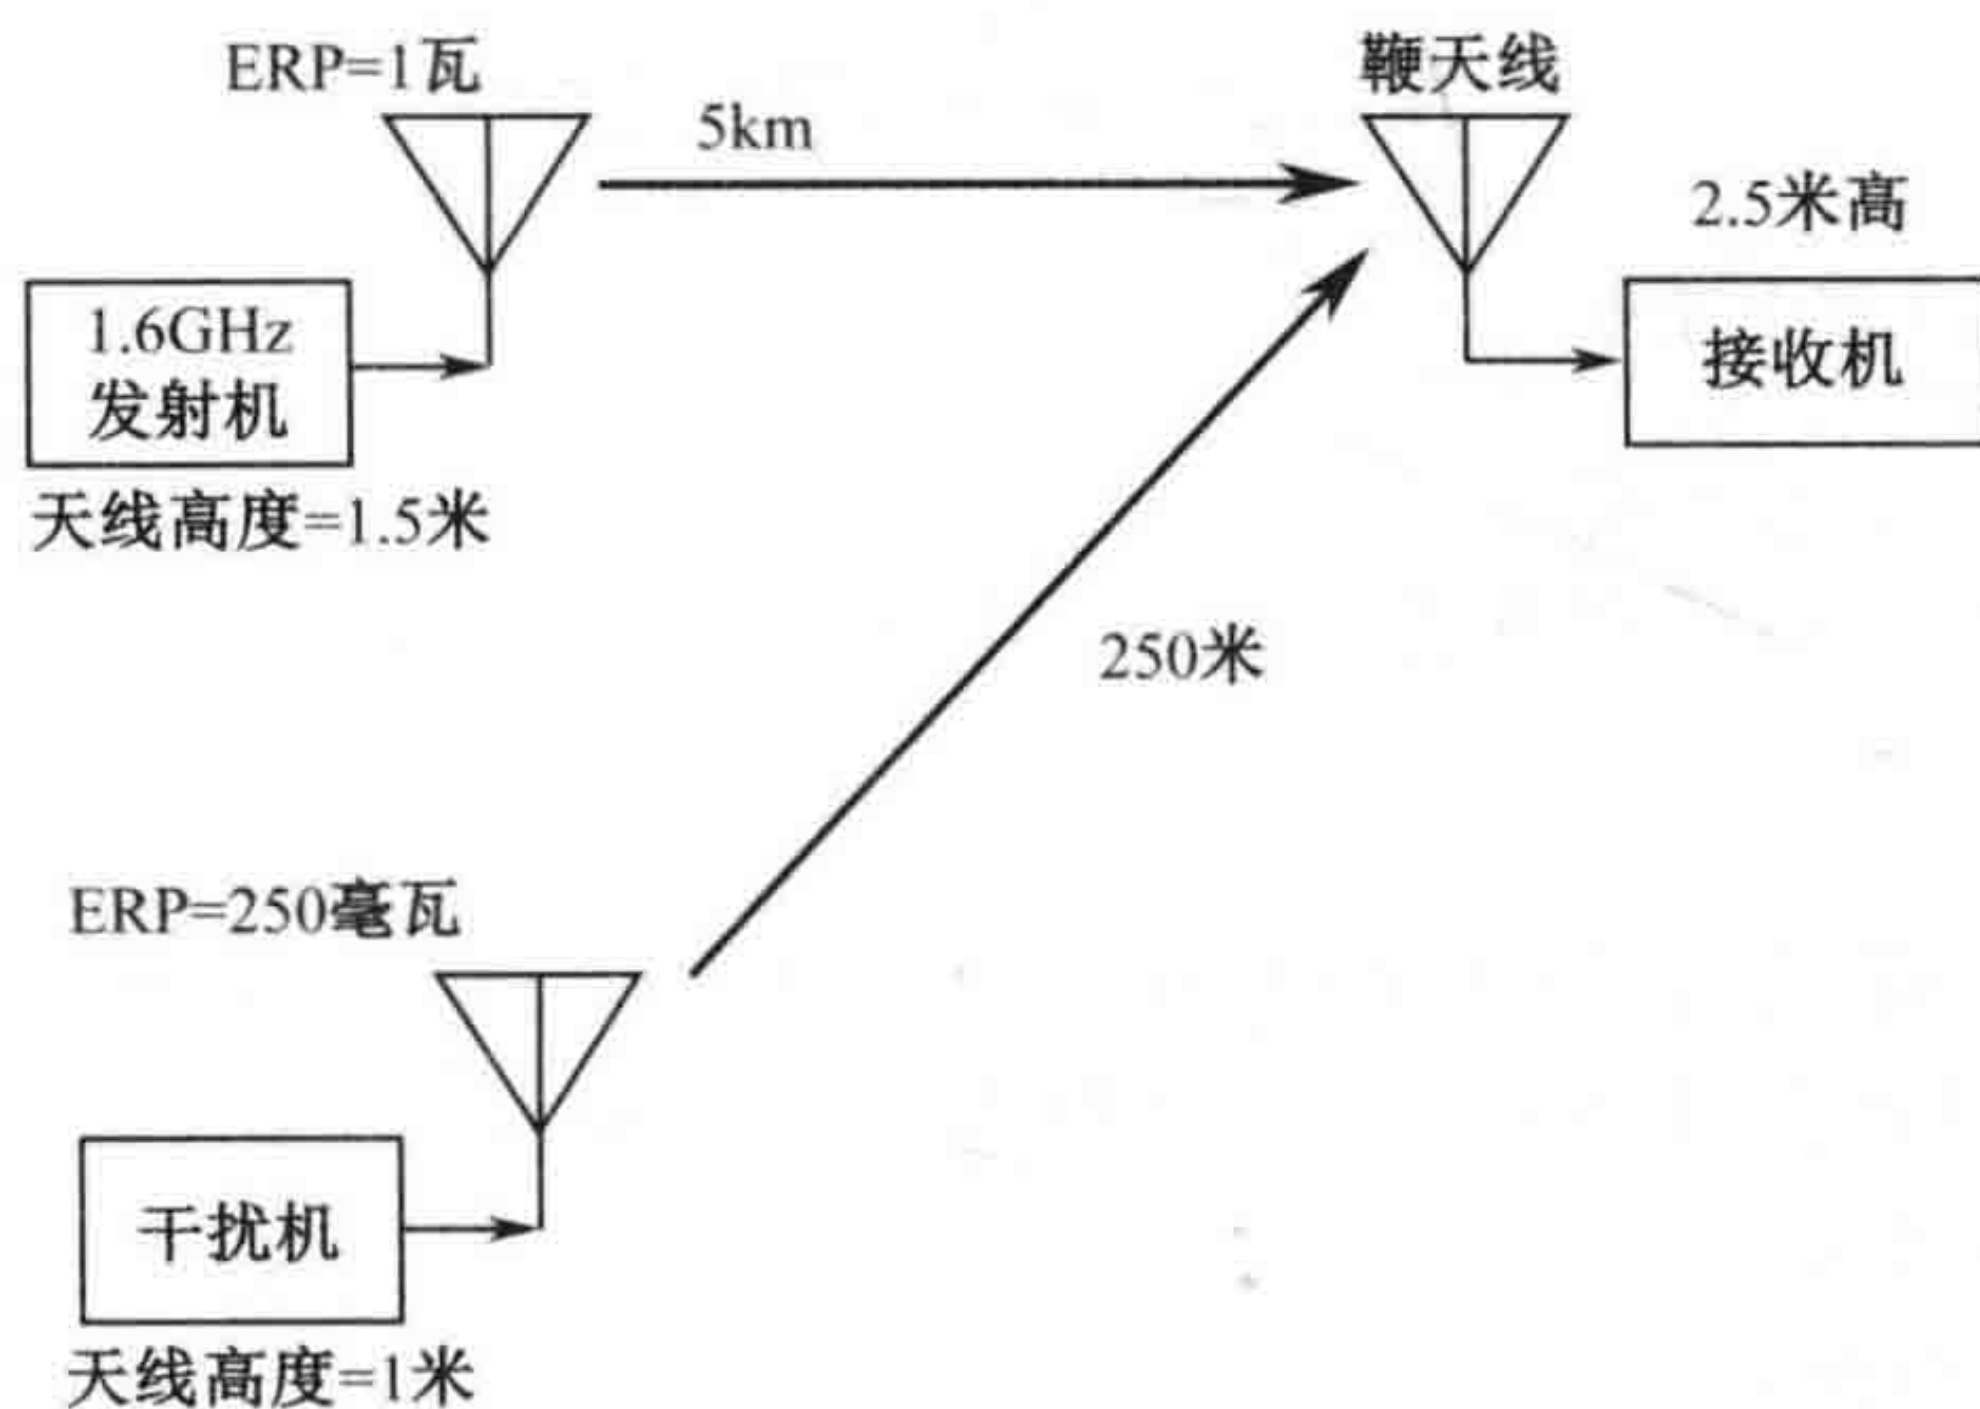 ERP=1瓦
鞭天线
5km
2.5米高
1.6GHz
发射机
接收机
天线高度=1.5米
250米
ERP=250毫瓦
干扰机
天线高度=1米